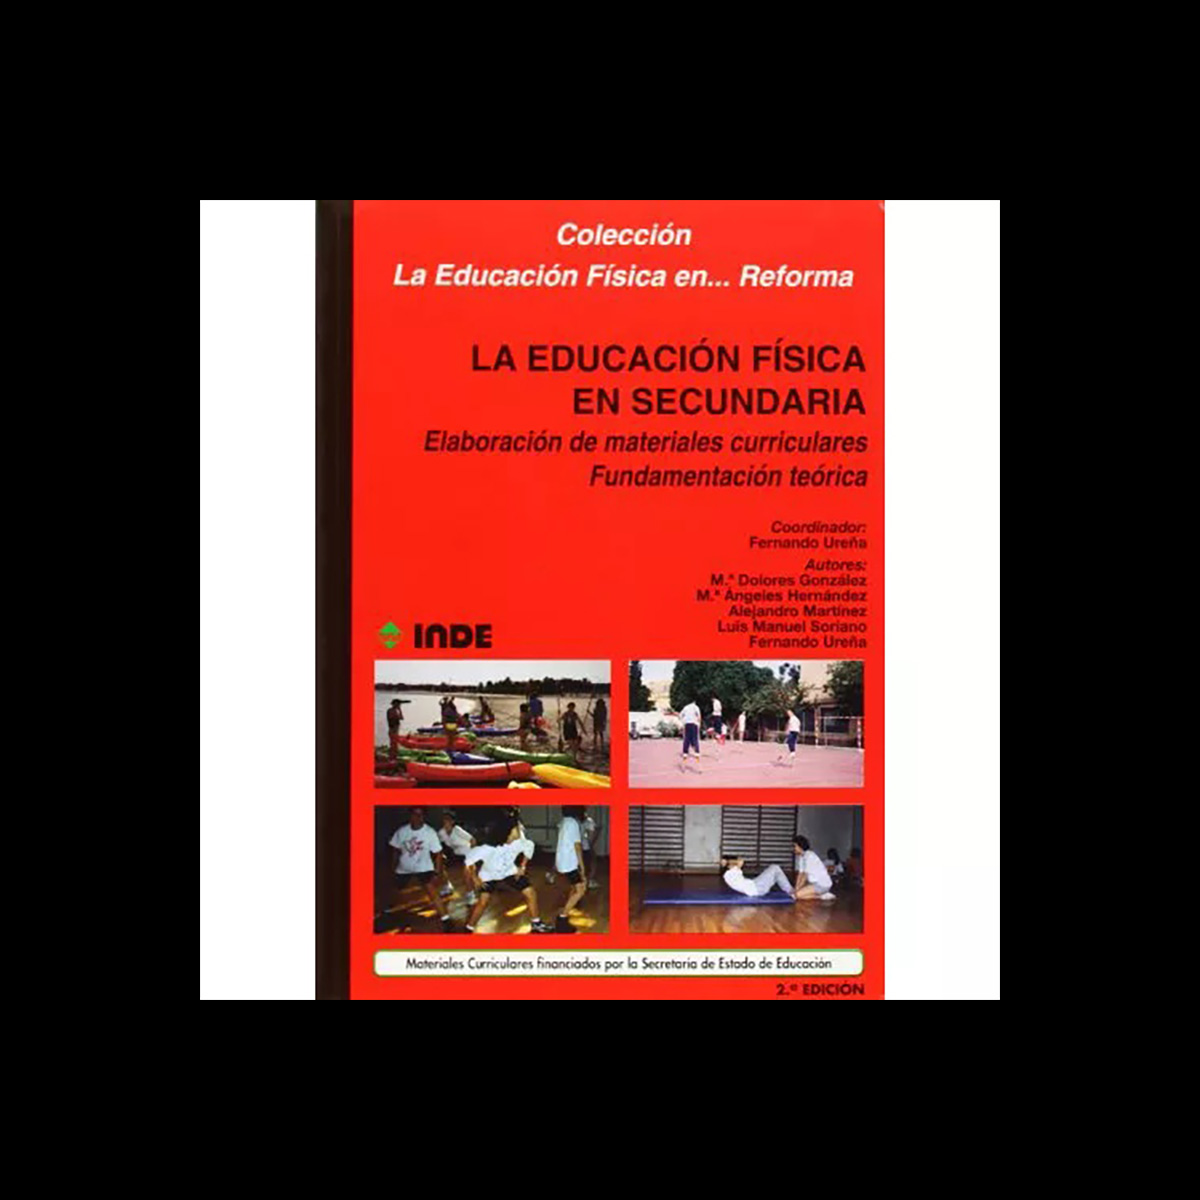 Colección
La Educación Física en... Reforma
LA EDUCACIÓN FÍSICA
EN SECUNDARIA
Elaboración de materiales curriculares
Fundamentación teórica
Coordinador:
Fernando Ureña
Autores:
M.ª Dolores González
M.ª Ángeles Hernández
Alejandro Martínez
Luis Manuel Soriano
Fernando Ureña
INDE
Materiales Curriculares financiados por la Secretaría de Estado de Educación
2.ª EDICIÓN